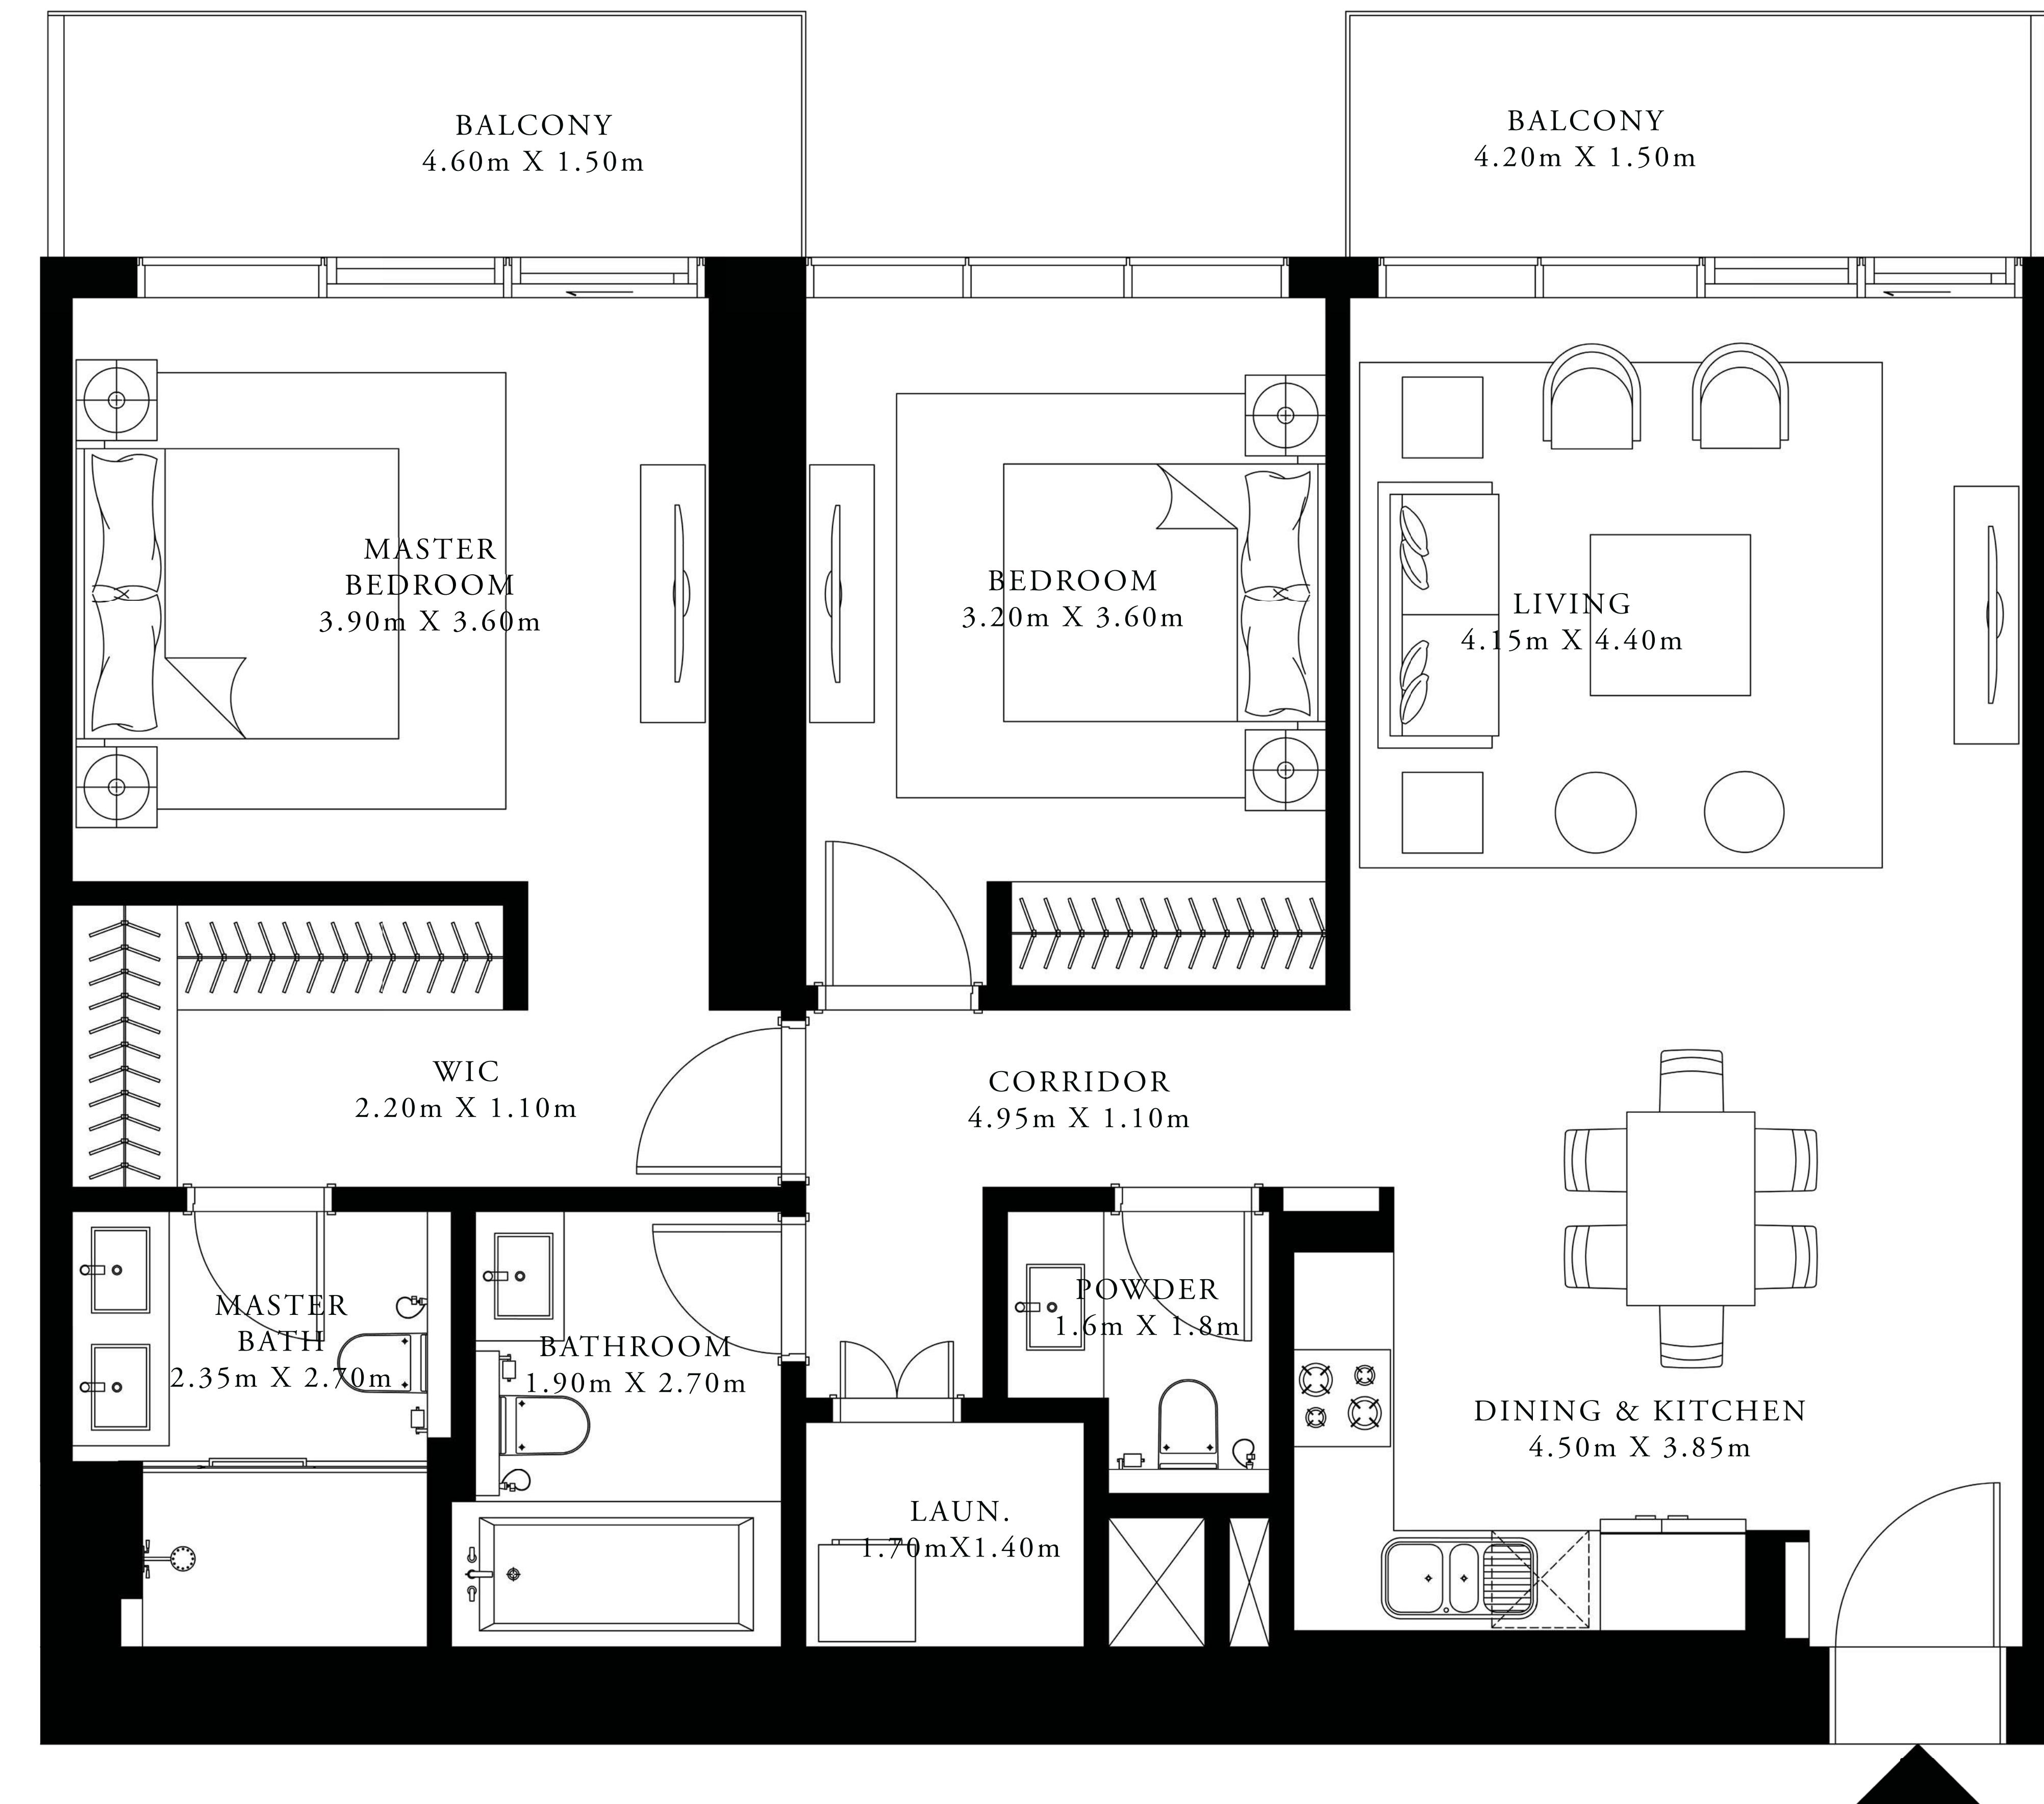 BALCONY
4.60m X 1.50m
BALCONY
4.20m X 1.50m
MASTER
BEDROOM
3.90m X 3.60m
BEDROOM
3.20m X 3.60m
LIVING
4.15m X 4.40m
WIC
2.20m X 1.10m
CORRIDOR
4.95m X 1.10m
MASTER
BATH
2.35m X 2.70m
BATHROOM
1.90m X 2.70m
POWDER
1.6m X 1.8m
LAUN.
1.70mX1.40m
DINING & KITCHEN
4.50m X 3.85m